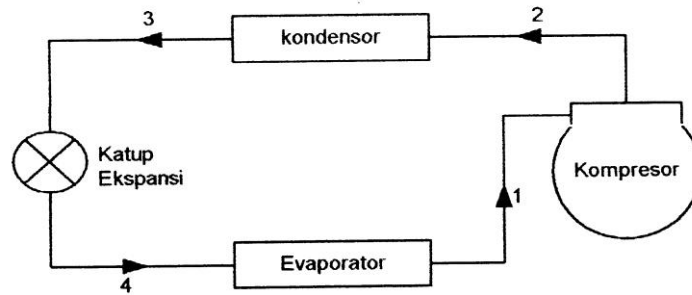 3
2
kondensor
Katup
Ekspansi
Kompresor
1
Evaporator
4